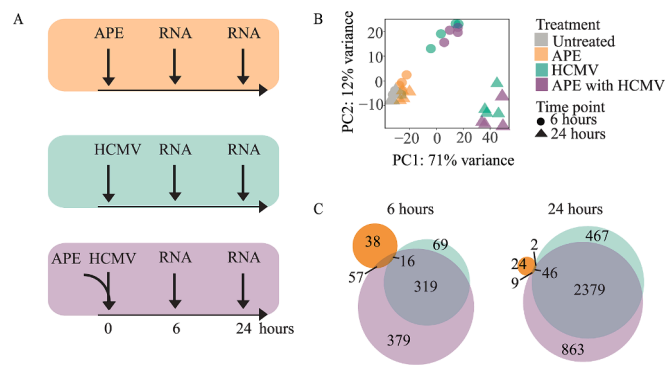 A
APE RNA RNA
HCMV RNA RNA
APE HCMV RNA RNA
0 6 24 hours
B
PC2: 12% variance
20
10
0
−10
−20 0 20 40
PC1: 71% variance
Treatment
Untreated
APE
HCMV
APE with HCMV
Time point
6 hours
24 hours
C
6 hours
38
69
16
57
319
379
24 hours
467
2
24
9
46
2379
863